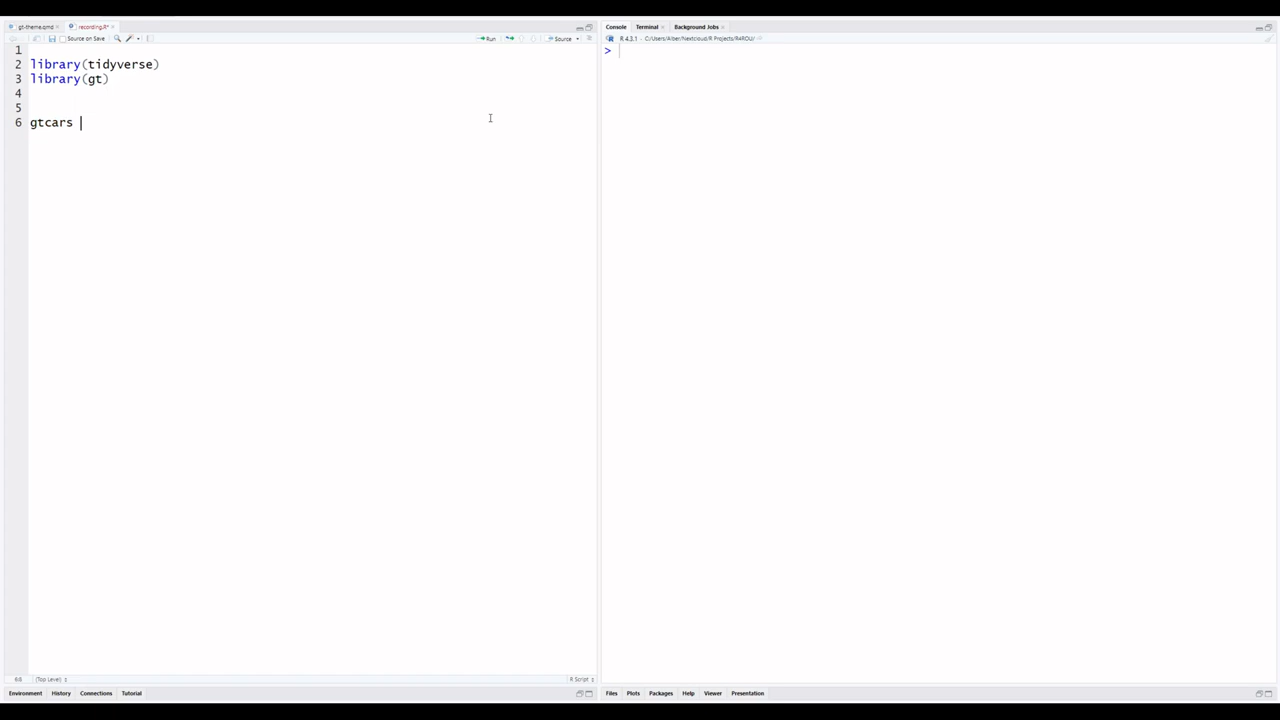 gt-theme.qmd
recording.R*
Source on Save
Run
Source
1
2 library(tidyverse)
3 library(gt)
4
5
6 gtcars
6:8 (Top Level)
R Script
Environment History Connections Tutorial
Console Terminal Background Jobs
R 4.3.1 · C:/Users/Alber/Nextcloud/R Projects/R4ROU/
>
Files Plots Packages Help Viewer Presentation